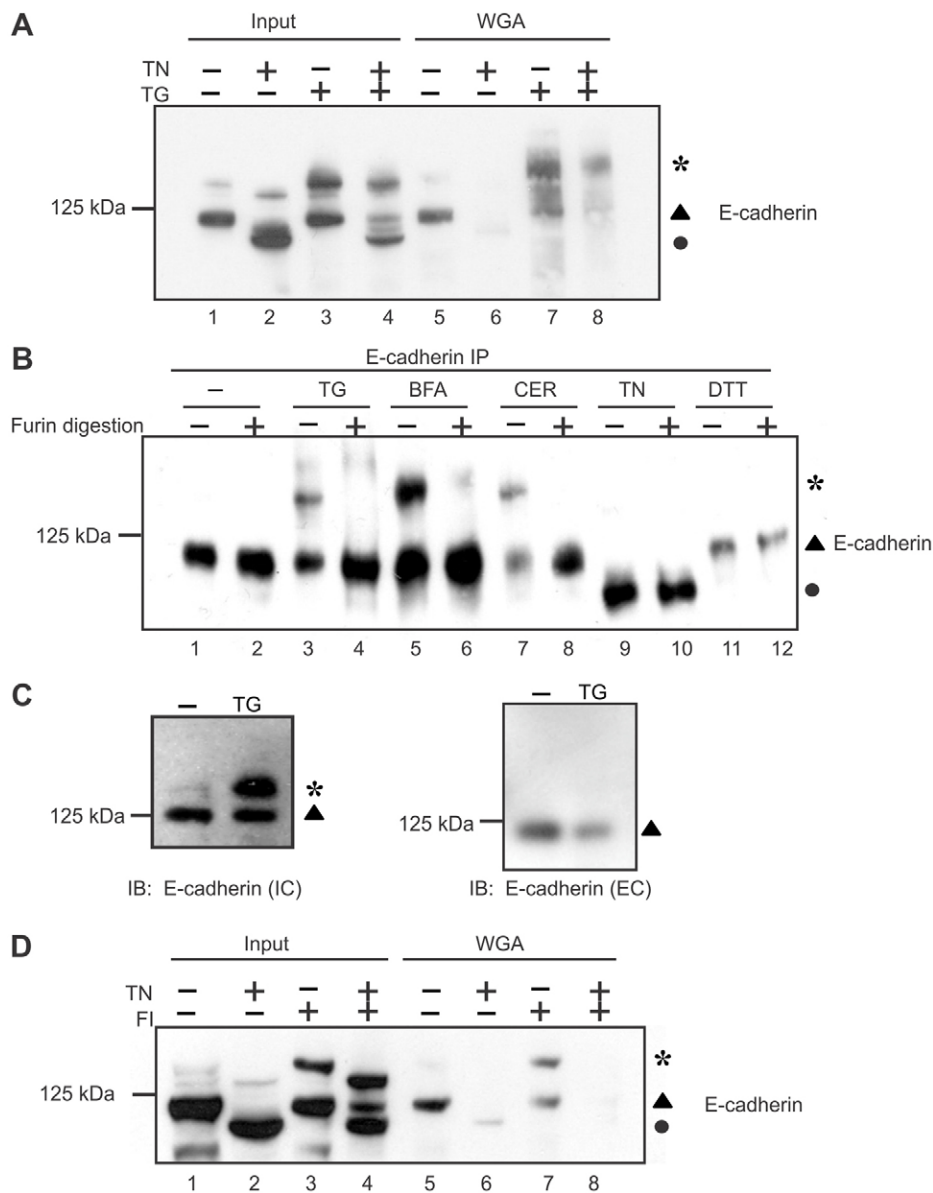 A
Input WGA
TN − + − + − + − +
TG − − + + − − + +
*
125 kDa
▲ E-cadherin
●
1 2 3 4 5 6 7 8
B
E-cadherin IP
− TG BFA CER TN DTT
Furin digestion − + − + − + − + − + − +
*
125 kDa
▲ E-cadherin
●
1 2 3 4 5 6 7 8 9 10 11 12
C
− TG
*
125 kDa ▲
IB: E-cadherin (IC)
− TG
125 kDa ▲
IB: E-cadherin (EC)
D
Input WGA
TN − + − + − + − +
FI − − + + − − + +
*
125 kDa
▲ E-cadherin
●
1 2 3 4 5 6 7 8